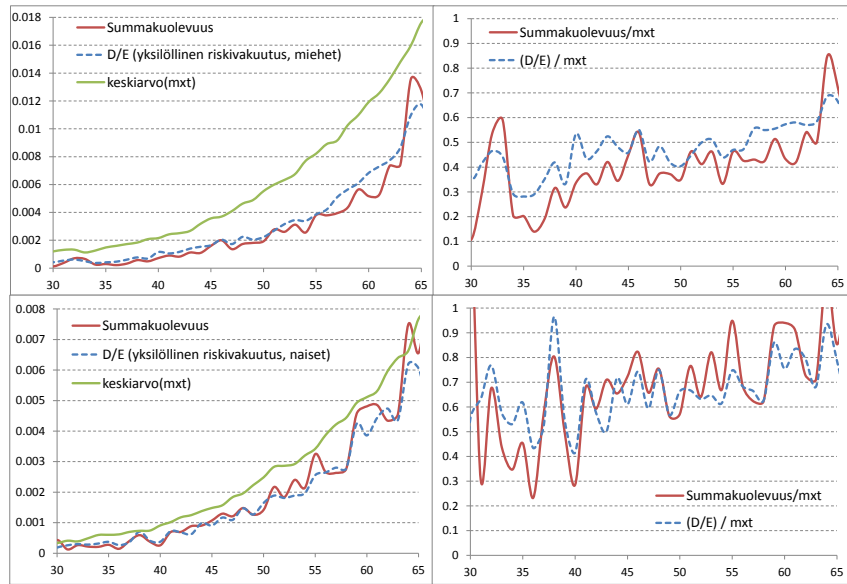 0.018
0.016
0.014
0.012
0.01
0.008
0.006
0.004
0.002
0
Summakuolevuus
D/E (yksilöllinen riskivakuutus, miehet)
keskiarvo(mxt)
30 35 40 45 50 55 60 65
1
0.9
0.8
0.7
0.6
0.5
0.4
0.3
0.2
0.1
0
Summakuolevuus/mxt
(D/E) / mxt
30 35 40 45 50 55 60 65
0.008
0.007
0.006
0.005
0.004
0.003
0.002
0.001
0
Summakuolevuus
D/E (yksilöllinen riskivakuutus, naiset)
keskiarvo(mxt)
30 35 40 45 50 55 60 65
1
0.9
0.8
0.7
0.6
0.5
0.4
0.3
0.2
0.1
0
Summakuolevuus/mxt
(D/E) / mxt
30 35 40 45 50 55 60 65